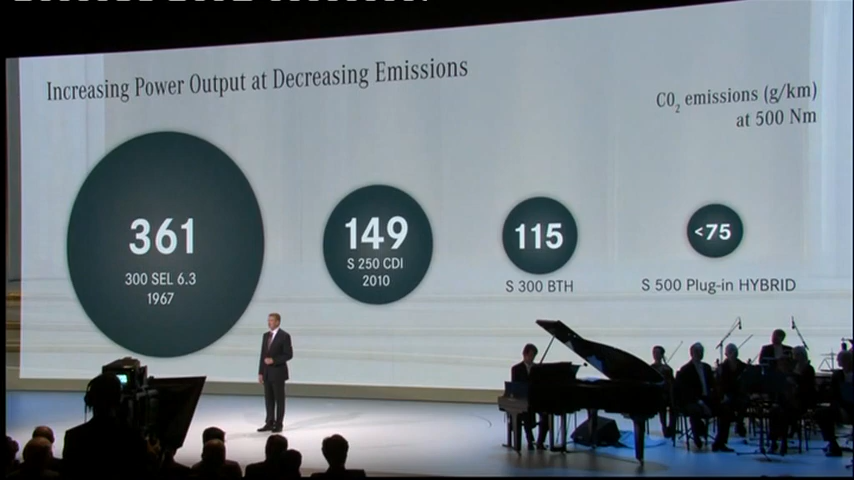 Increasing Power Output at Decreasing Emissions
CO2 emissions (g/km)
at 500 Nm
361
300 SEL 6.3
1967
149
S 250 CDI
2010
115
S 300 BTH
<75
S 500 Plug-in HYBRID